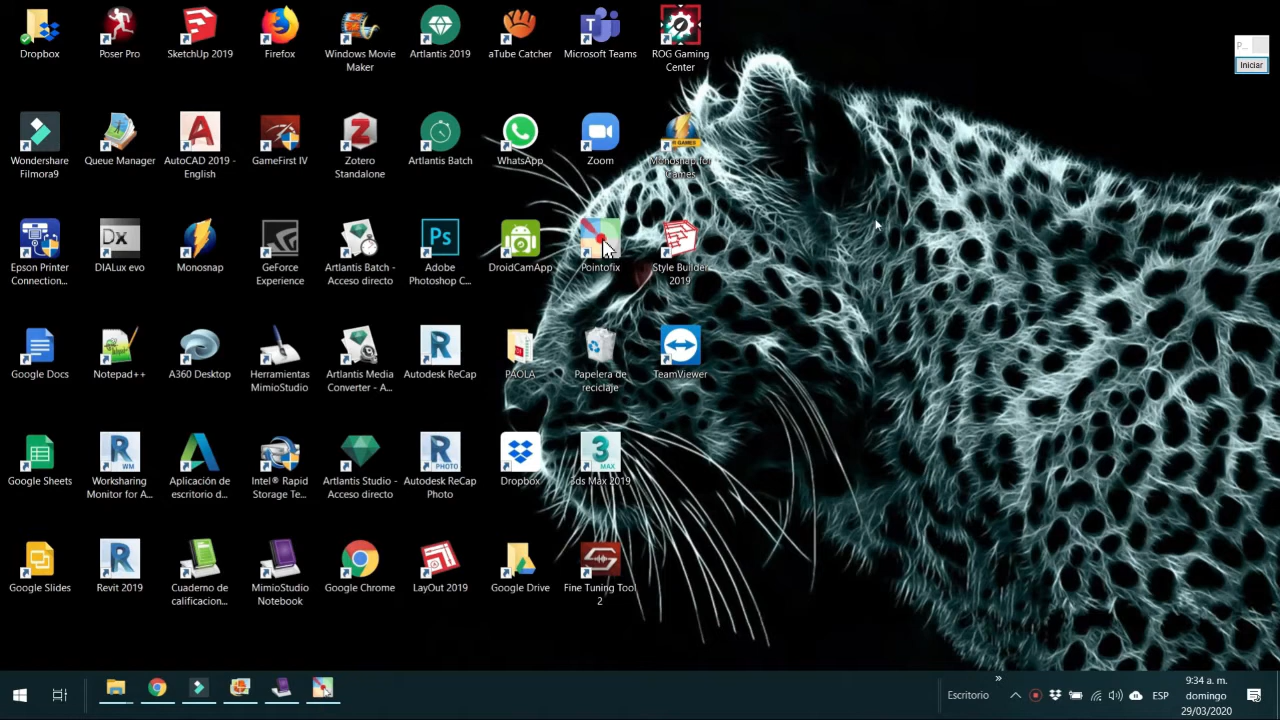 Dropbox
Poser Pro
SketchUp 2019
Firefox
Windows Movie
Maker
Artlantis 2019
aTube Catcher
Microsoft Teams
ROG Gaming
Center
P...
Iniciar
Wondershare
Filmora9
Queue Manager
AutoCAD 2019 -
English
GameFirst IV
Zotero
Standalone
Artlantis Batch
WhatsApp
Zoom
Monosnap for
Games
Epson Printer
Connection...
DIALux evo
Monosnap
GeForce
Experience
Artlantis Batch -
Acceso directo
Adobe
Photoshop C...
DroidCamApp
Pointofix
Style Builder
2019
Google Docs
Notepad++
A360 Desktop
Herramientas
MimioStudio
Artlantis Media
Converter - A...
Autodesk ReCap
PAOLA
Papelera de
reciclaje
TeamViewer
Google Sheets
Worksharing
Monitor for A...
Aplicación de
escritorio d...
Intel® Rapid
Storage Te...
Artlantis Studio -
Acceso directo
Autodesk ReCap
Photo
Dropbox
3ds Max 2019
Google Slides
Revit 2019
Cuaderno de
calificacion...
MimioStudio
Notebook
Google Chrome
LayOut 2019
Google Drive
Fine Tuning Tool
2
Escritorio
»
ESP
9:34 a. m.
domingo
29/03/2020